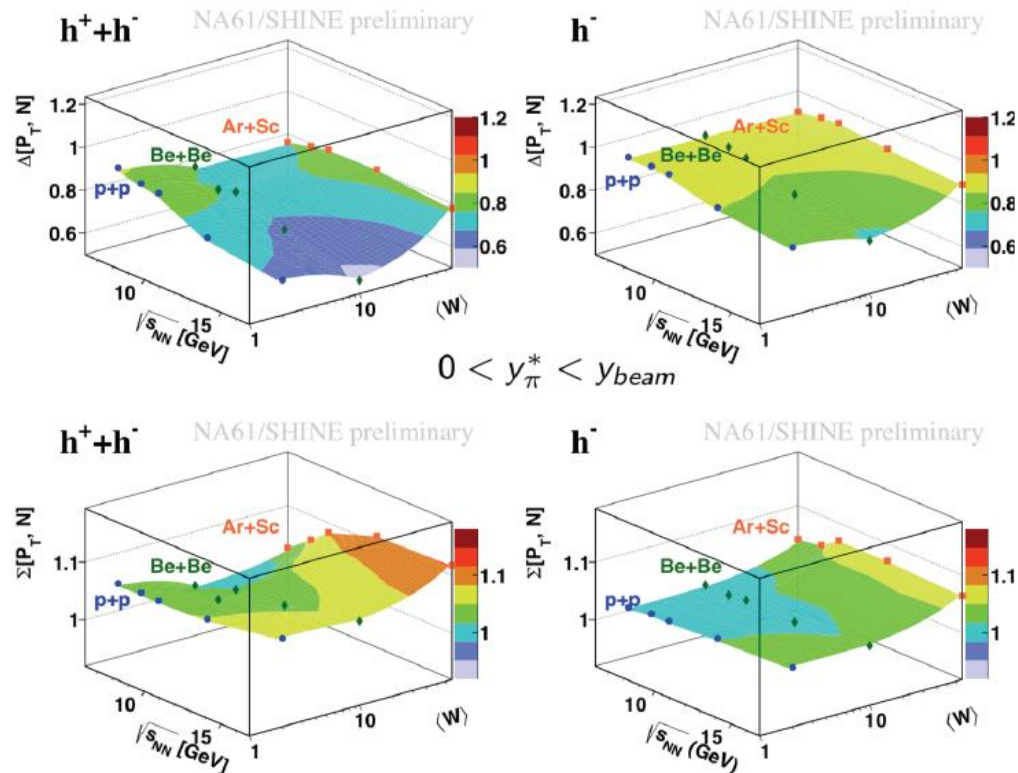 h⁺+h⁻
NA61/SHINE preliminary
Δ[P_T, N]
1.2
1
0.8
0.6
Ar+Sc
Be+Be
p+p
10
15
√s_NN [GeV]
1
10
⟨W⟩
1.2
1
0.8
0.6
h⁻
NA61/SHINE preliminary
Δ[P_T, N]
1.2
1
0.8
0.6
Ar+Sc
Be+Be
p+p
10
15
√s_NN [GeV]
1
10
⟨W⟩
1.2
1
0.8
0.6
0 < y*_π < y_beam
h⁺+h⁻
NA61/SHINE preliminary
Σ[P_T, N]
1.1
1
Ar+Sc
Be+Be
p+p
10
15
√s_NN [GeV]
1
10
⟨W⟩
1.1
1
h⁻
NA61/SHINE preliminary
Σ[P_T, N]
1.1
1
Ar+Sc
Be+Be
p+p
10
15
√s_NN (GeV)
1
10
⟨W⟩
1.1
1